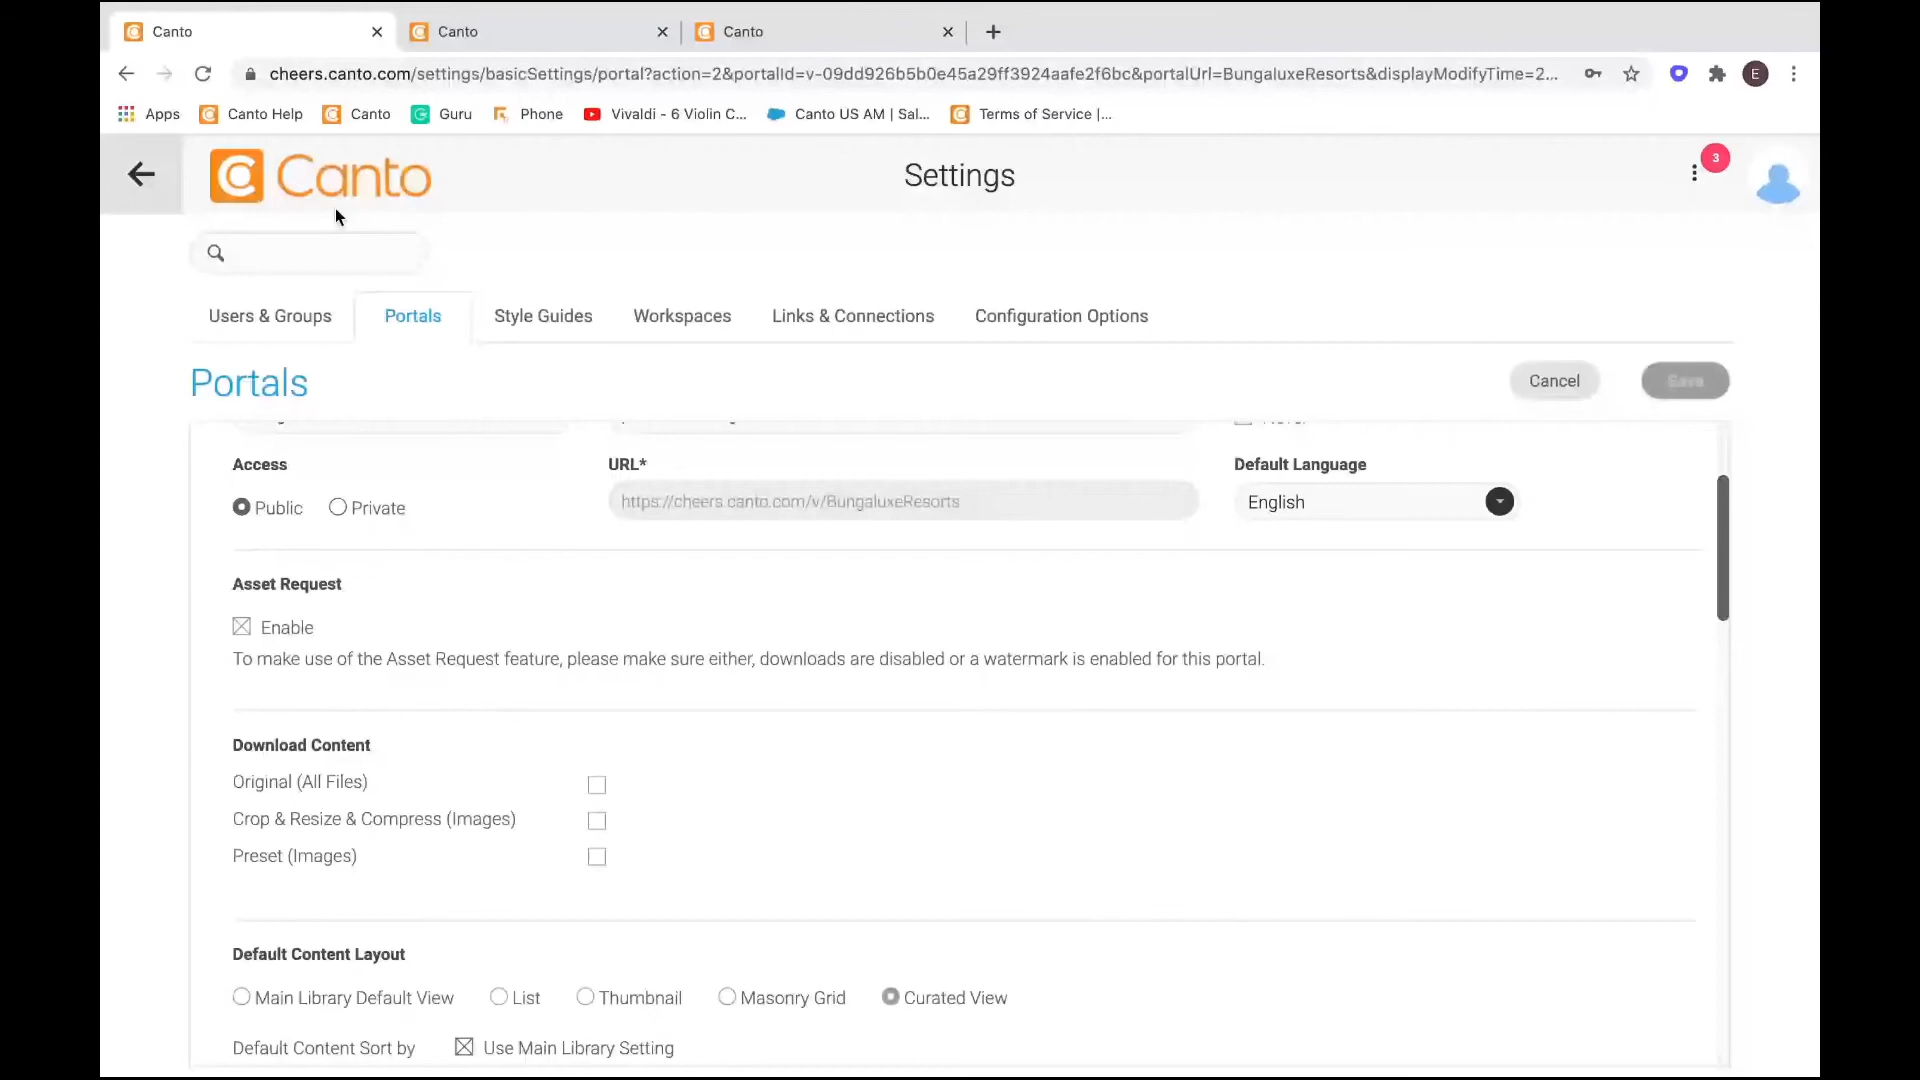 Canto
Canto
Canto
cheers.canto.com/settings/basicSettings/portal?action=2&portalId=v-09dd926b5b0e45a29ff3924aafe2f6bc&portalUrl=BungaluxeResorts&displayModifyTime=2...
E
Apps
Canto Help
Canto
Guru
Phone
Vivaldi - 6 Violin C...
Canto US AM | Sal...
Terms of Service |...
Canto
Settings
3
Users & Groups
Portals
Style Guides
Workspaces
Links & Connections
Configuration Options
Portals
Cancel
Save
Access
URL*
Default Language
Public
Private
https://cheers.canto.com/v/BungaluxeResorts
English
Asset Request
Enable
To make use of the Asset Request feature, please make sure either, downloads are disabled or a watermark is enabled for this portal.
Download Content
Original (All Files)
Crop & Resize & Compress (Images)
Preset (Images)
Default Content Layout
Main Library Default View
List
Thumbnail
Masonry Grid
Curated View
Default Content Sort by
Use Main Library Setting